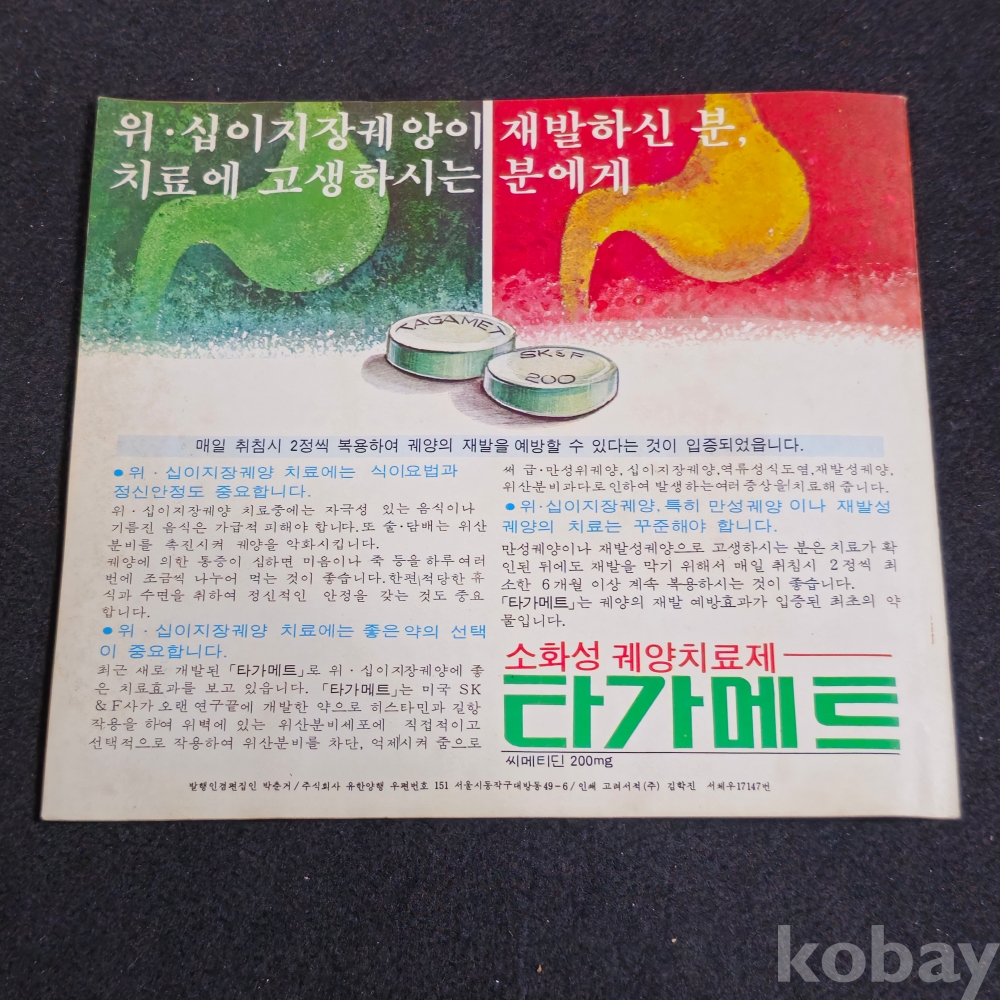 위·십이지장궤양이 재발하신 분,
치료에 고생하시는 분에게
TAGAMET
SK&F
200
매일 취침시 2정씩 복용하여 궤양의 재발을 예방할 수 있다는 것이 입증되었읍니다.
●위·십이지장궤양 치료에는 식이요법과
정신안정도 중요합니다.
위·십이지장궤양 치료중에는 자극성 있는 음식이나
기름진 음식은 가급적 피해야 합니다. 또 술·담배는 위산
분비를 촉진시켜 궤양을 악화시킵니다.
궤양에 의한 통증이 심하면 미음이나 죽 등을 하루 여러
번에 조금씩 나누어 먹는 것이 좋습니다. 한편 적당한 휴
식과 수면을 취하여 정신적인 안정을 갖는 것도 중요
합니다.
●위·십이지장궤양 치료에는 좋은 약의 선택
이 중요합니다.
최근 새로 개발된 「타가메트」로 위·십이지장궤양에 좋
은 치료효과를 보고 있읍니다. 「타가메트」는 미국 SK
&F사가 오랜 연구끝에 개발한 약으로 히스타민과 길항
작용을 하여 위벽에 있는 위산분비세포에 직접적이고
선택적으로 작용하여 위산분비를 차단, 억제시켜 줌으로
써 급·만성위궤양, 십이지장궤양, 역류성식도염, 재발성궤양,
위산분비과다로 인하여 발생하는 여러 증상을 치료해 줍니다.
●위·십이지장궤양, 특히 만성궤양 이나 재발성
궤양의 치료는 꾸준해야 합니다.
만성궤양이나 재발성궤양으로 고생하시는 분은 치료가 확
인된 뒤에도 재발을 막기 위해서 매일 취침시 2정씩 최
소한 6개월 이상 계속 복용하시는 것이 좋습니다.
「타가메트」는 궤양의 재발 예방효과가 입증된 최초의 약
물입니다.
소화성 궤양치료제
타가메트
씨메티딘 200mg
발행인겸편집인 박춘거/주식회사 유한양행 우편번호 151 서울시동작구대방동49-6/인쇄 고려서적(주) 김학진 서체우17147번
kobay